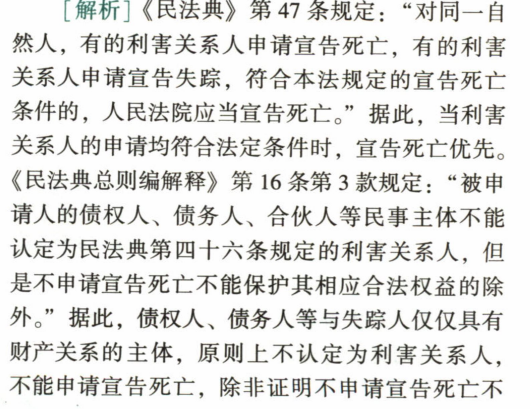 [解析]《民法典》第 47 条规定：“对同一自
然人，有的利害关系人申请宣告死亡，有的利害
关系人申请宣告失踪，符合本法规定的宣告死亡
条件的，人民法院应当宣告死亡。”据此，当利害
关系人的申请均符合法定条件时，宣告死亡优先。
《民法典总则编解释》第 16 条第 3 款规定：“被申
请人的债权人、债务人、合伙人等民事主体不能
认定为民法典第四十六条规定的利害关系人，但
是不申请宣告死亡不能保护其相应合法权益的除
外。”据此，债权人、债务人等与失踪人仅仅具有
财产关系的主体，原则上不认定为利害关系人，
不能申请宣告死亡，除非证明不申请宣告死亡不